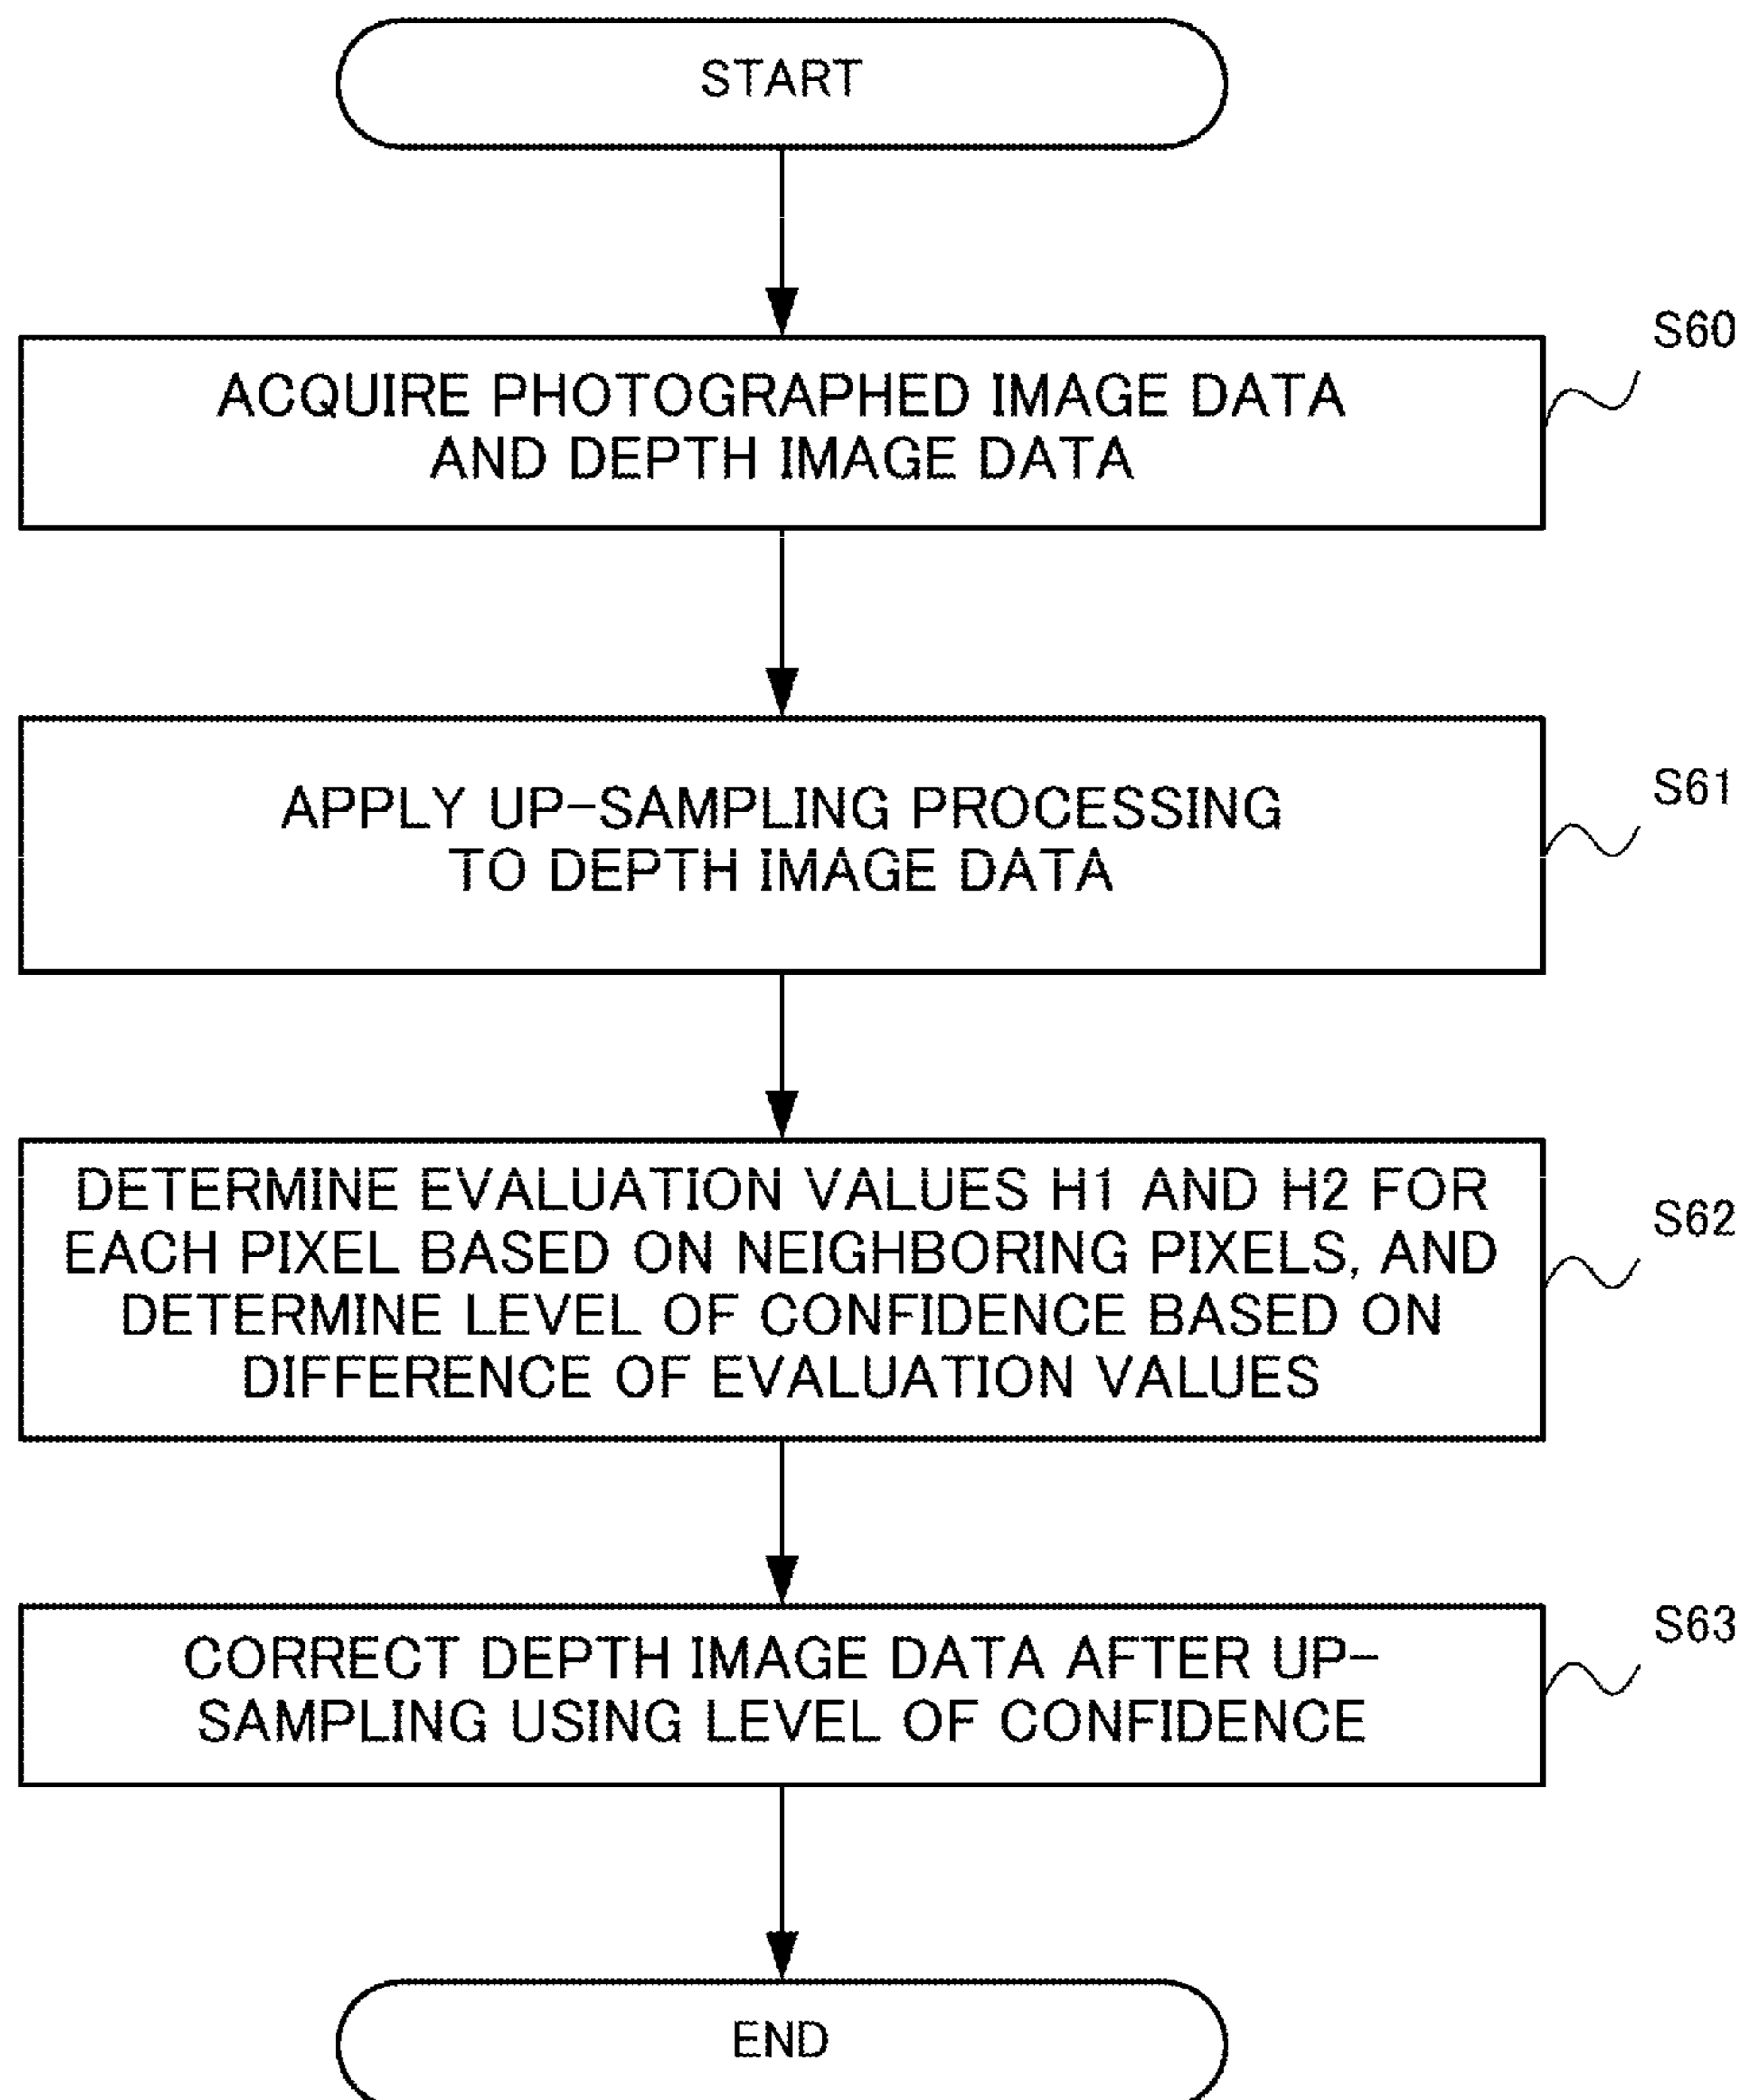 START
S60
ACQUIRE PHOTOGRAPHED IMAGE DATA
AND DEPTH IMAGE DATA
S61
APPLY UP-SAMPLING PROCESSING
TO DEPTH IMAGE DATA
S62
DETERMINE EVALUATION VALUES H1 AND H2 FOR
EACH PIXEL BASED ON NEIGHBORING PIXELS, AND
DETERMINE LEVEL OF CONFIDENCE BASED ON
DIFFERENCE OF EVALUATION VALUES
S63
CORRECT DEPTH IMAGE DATA AFTER UP-
SAMPLING USING LEVEL OF CONFIDENCE
END